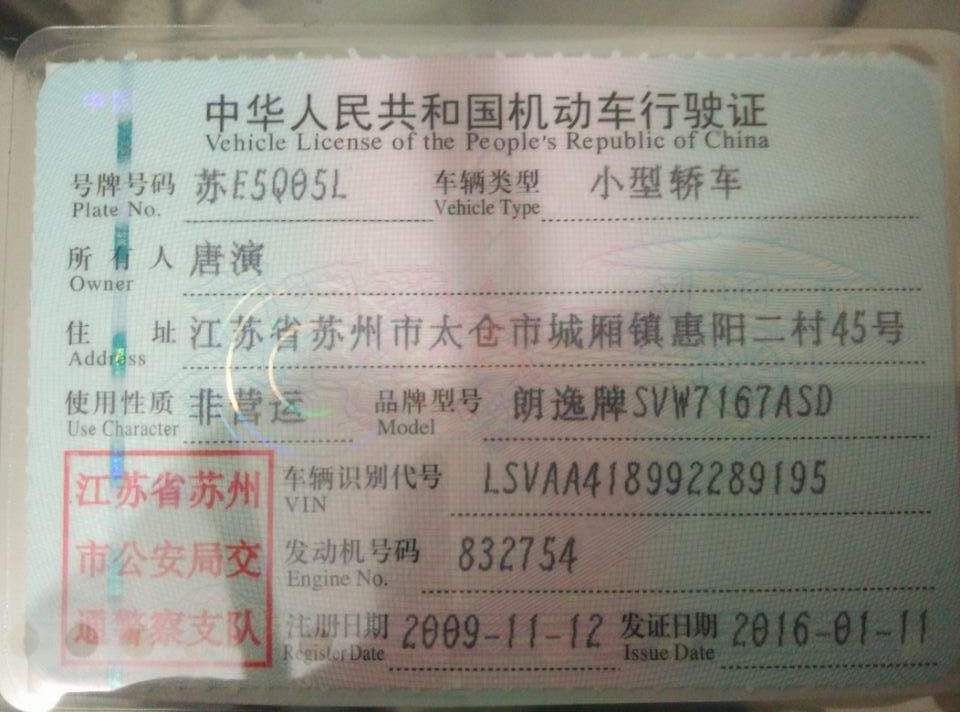 中华人民共和国机动车行驶证
Vehicle License of the People's Republic of China
号牌号码 苏E5Q05L 车辆类型 小型轿车
Plate No. Vehicle Type
所有人 唐演
Owner
住址 江苏省苏州市太仓市城厢镇惠阳二村45号
Address
使用性质 非营运 品牌型号 朗逸牌SVW7167ASD
Use Character Model
江苏省苏州 车辆识别代号 LSVAA418992289195
VIN
市公安局交 发动机号码 832754
Engine No.
通警察支队 注册日期 2009-11-12 发证日期 2016-01-11
Register Date Issue Date